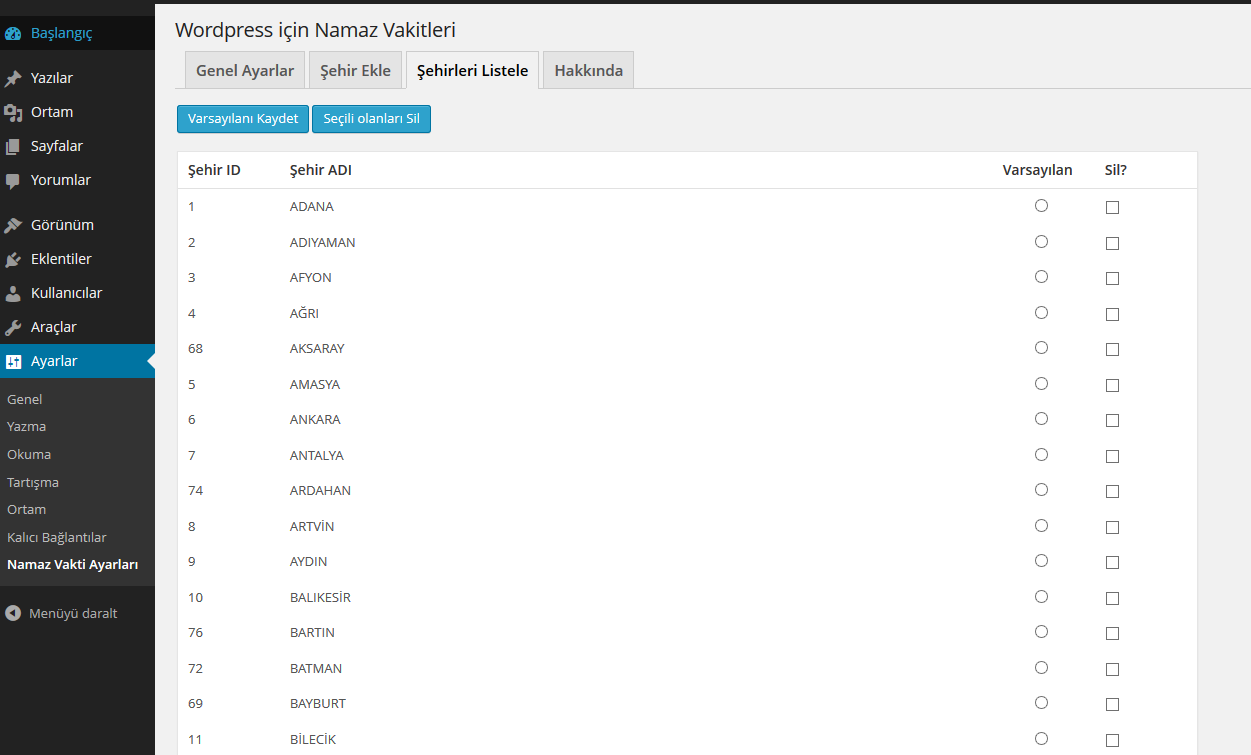 Başlangıç
Yazılar
Ortam
Sayfalar
Yorumlar
Görünüm
Eklentiler
Kullanıcılar
Araçlar
Ayarlar
Genel
Yazma
Okuma
Tartışma
Ortam
Kalıcı Bağlantılar
Namaz Vakti Ayarları
Menüyü daralt
Wordpress için Namaz Vakitleri
Genel Ayarlar Şehir Ekle Şehirleri Listele Hakkında
Varsayılanı Kaydet Seçili olanları Sil
Şehir ID Şehir ADI Varsayılan Sil?
1 ADANA
2 ADIYAMAN
3 AFYON
4 AĞRI
68 AKSARAY
5 AMASYA
6 ANKARA
7 ANTALYA
74 ARDAHAN
8 ARTVİN
9 AYDIN
10 BALIKESİR
76 BARTIN
72 BATMAN
69 BAYBURT
11 BİLECİK